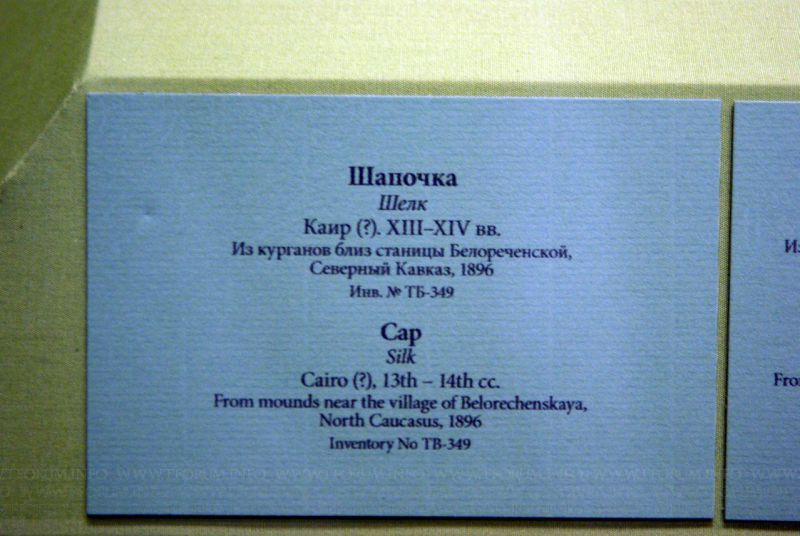 Шапочка
Шелк
Каир (?). XIII–XIV вв.
Из курганов близ станицы Белореченской,
Северный Кавказ, 1896
Инв. № ТБ-349
Cap
Silk
Cairo (?), 13th – 14th cc.
From mounds near the village of Belorechenskaya,
North Caucasus, 1896
Inventory No TB-349